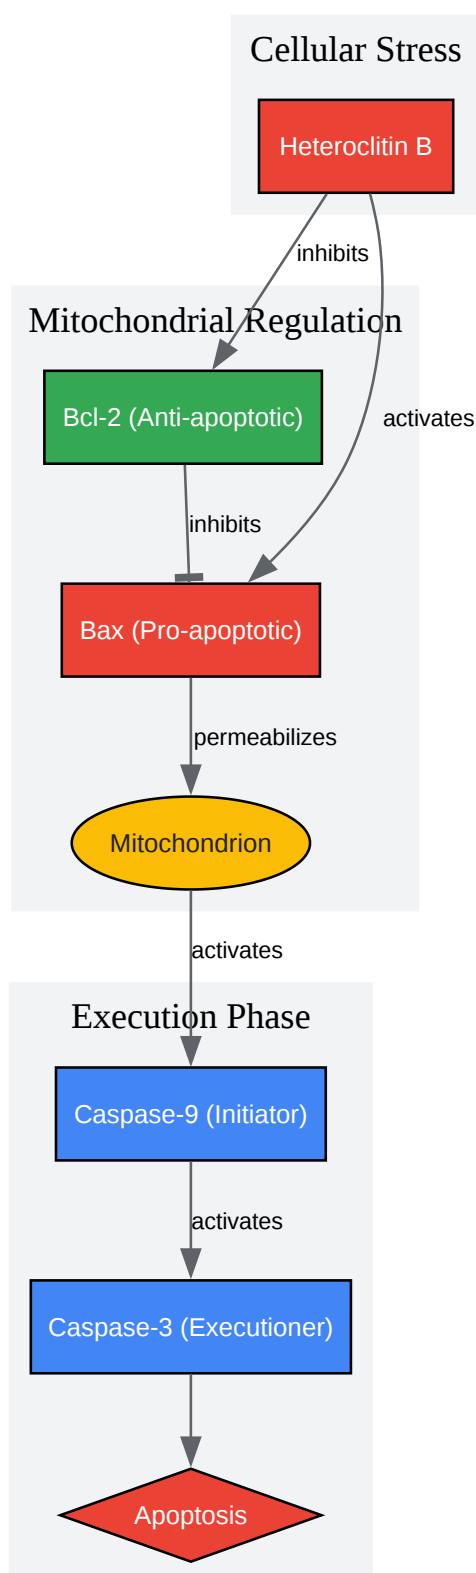 Cellular Stress
Heteroclitin B
inhibits
Mitochondrial Regulation
Bcl-2 (Anti-apoptotic)
activates
inhibits
Bax (Pro-apoptotic)
permeabilizes
Mitochondrion
activates
Execution Phase
Caspase-9 (Initiator)
activates
Caspase-3 (Executioner)
Apoptosis